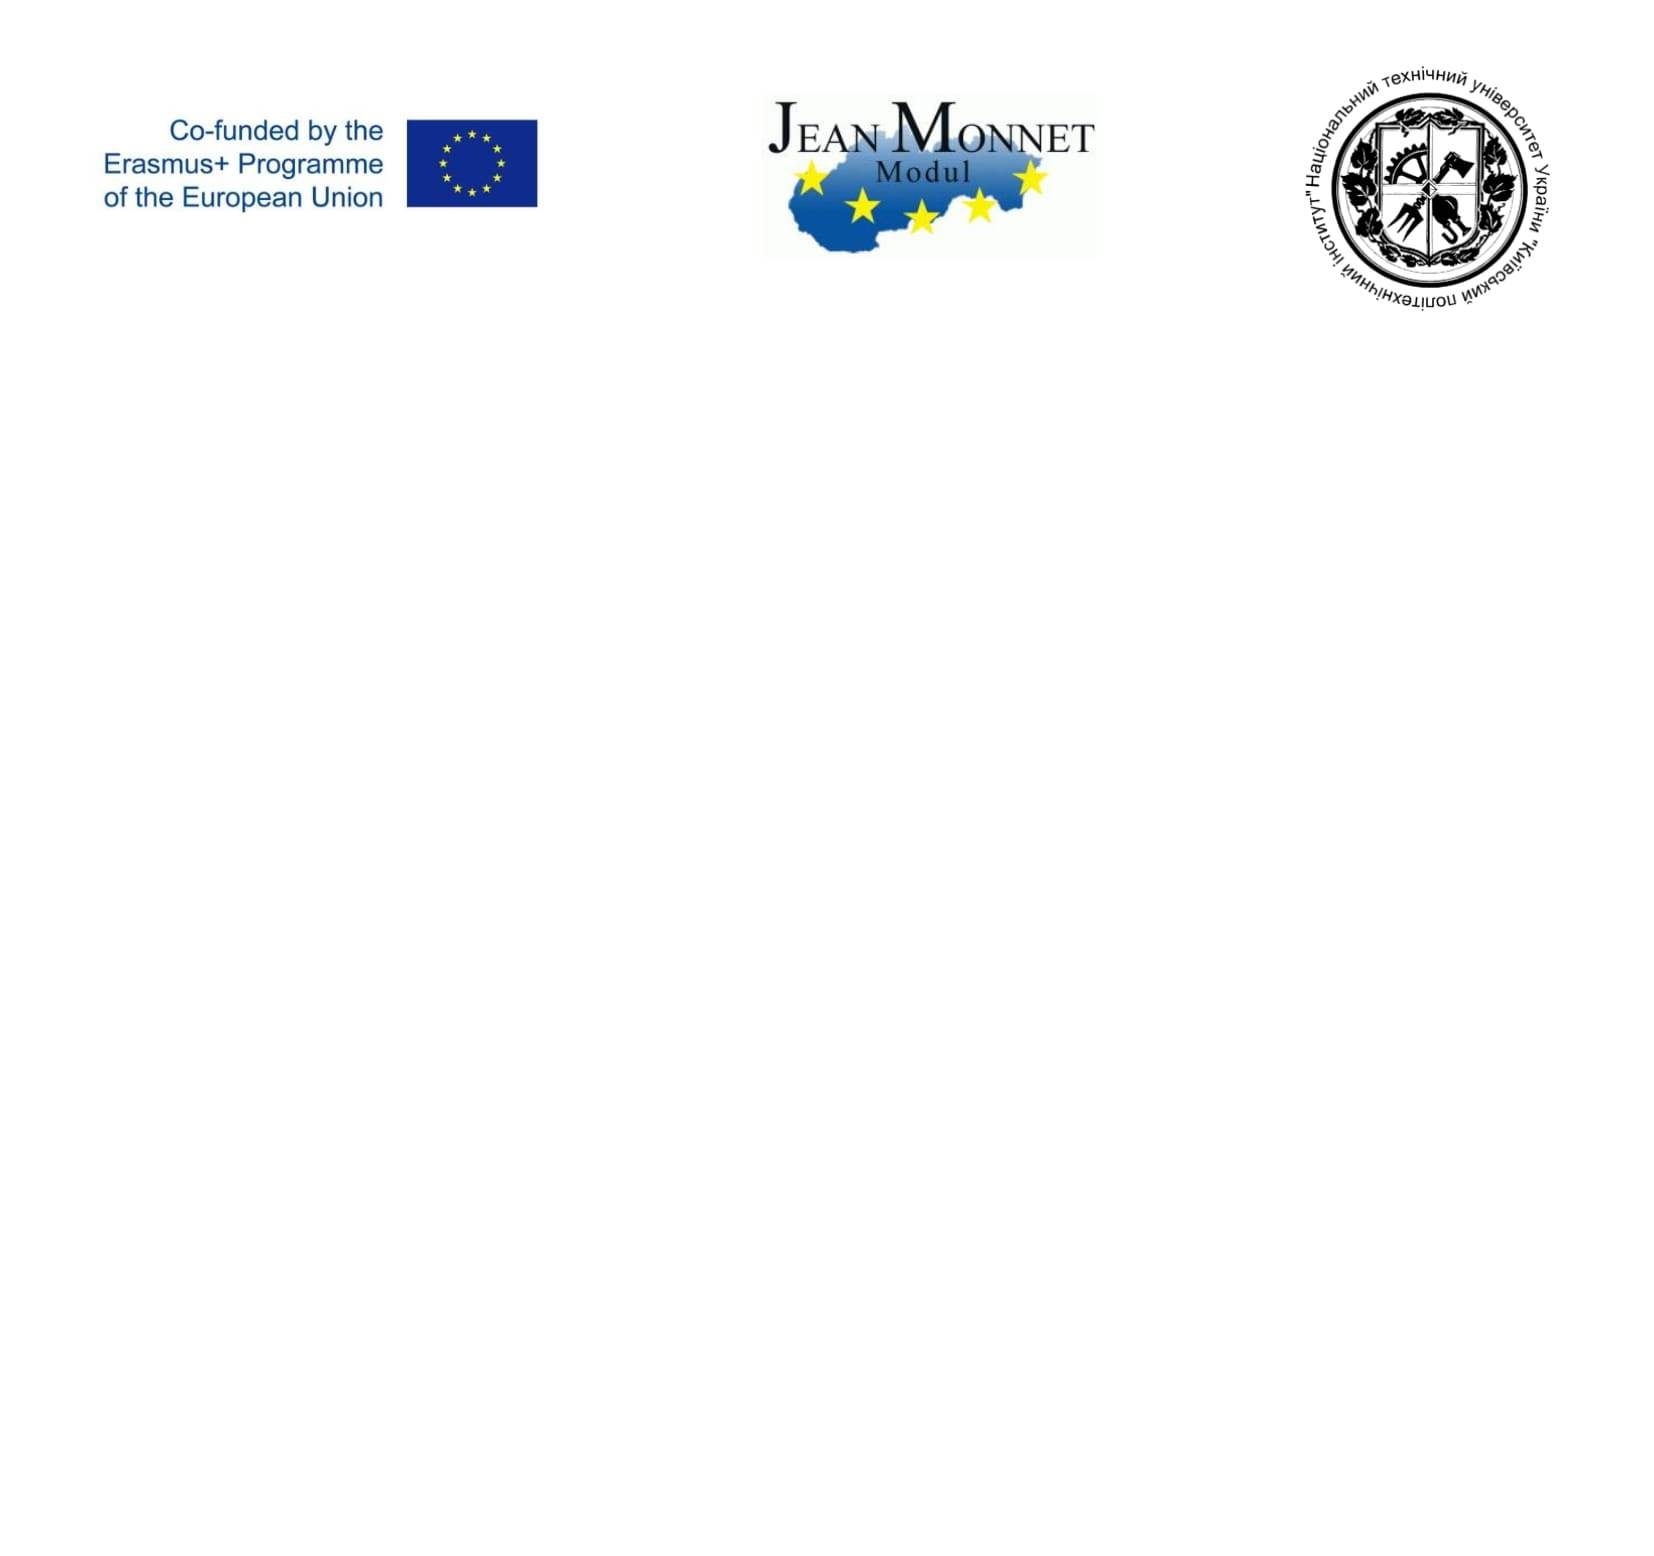 Co-funded by the
Erasmus+ Programme
of the European Union
JEAN MONNET
Modul
Національний технічний університет України "Київський політехнічний інститут"